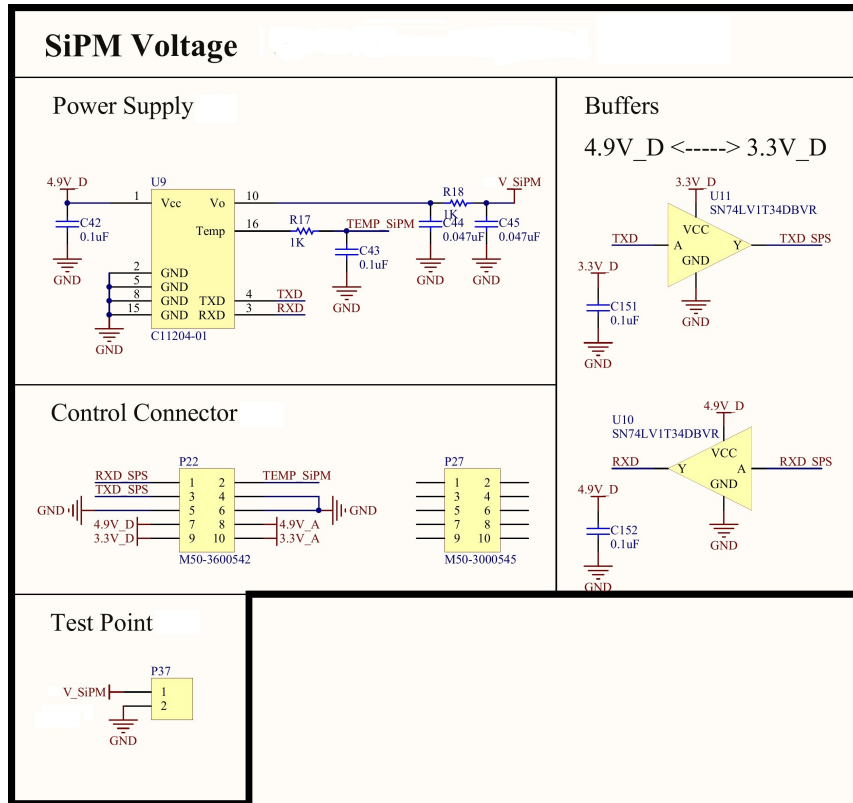 SiPM Voltage
Power Supply
4.9V_D
C42
0.1uF
GND
U9
1 Vcc Vo 10
Temp 16
2 GND
5 GND
8 GND TXD 4 TXD
15 GND RXD 3 RXD
C11204-01
GND
R17
1K
TEMP_SiPM
C43
0.1uF
GND
R18
1K
V_SiPM
C44
0.047uF
GND
C45
0.047uF
GND
Buffers
4.9V_D <-----> 3.3V_D
3.3V_D
U11
SN74LV1T34DBVR
TXD A VCC Y TXD_SPS
GND
GND
3.3V_D
C151
0.1uF
GND
4.9V_D
U10
SN74LV1T34DBVR
RXD Y VCC A RXD_SPS
GND
GND
4.9V_D
C152
0.1uF
GND
Control Connector
P22
RXD_SPS 1 2 TEMP_SiPM
TXD_SPS 3 4
GND 5 6 GND
4.9V_D 7 8 4.9V_A
3.3V_D 9 10 3.3V_A
M50-3600542
P27
1 2
3 4
5 6
7 8
9 10
M50-3000545
Test Point
P37
V_SiPM 1
2
GND